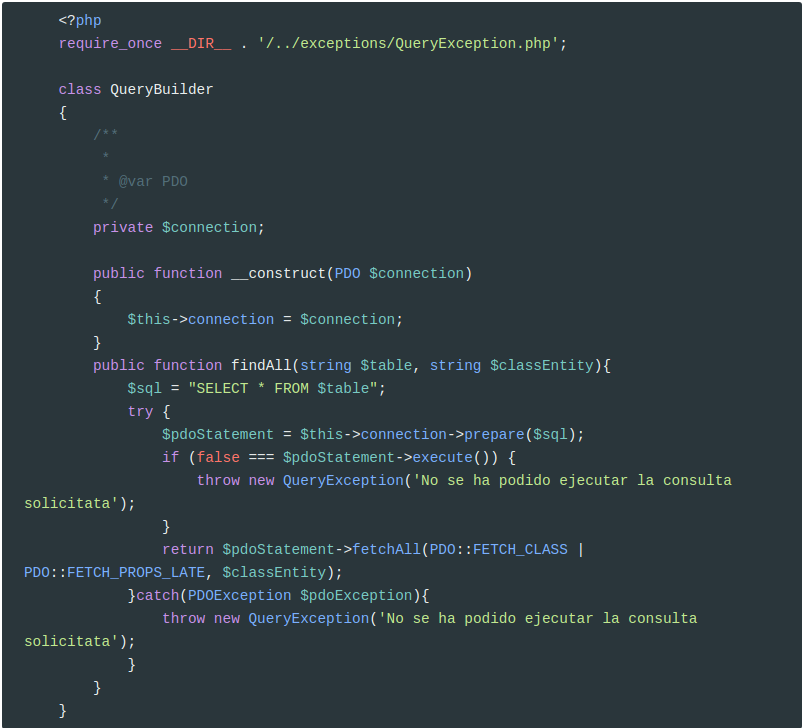 <?php
require_once __DIR__ . '/../exceptions/QueryException.php';
class QueryBuilder
{
/**
*
* @var PDO
*/
private $connection;
public function __construct(PDO $connection)
{
$this->connection = $connection;
}
public function findAll(string $table, string $classEntity){
$sql = "SELECT * FROM $table";
try {
$pdoStatement = $this->connection->prepare($sql);
if (false === $pdoStatement->execute()) {
throw new QueryException('No se ha podido ejecutar la consulta
solicitata');
}
return $pdoStatement->fetchAll(PDO::FETCH_CLASS |
PDO::FETCH_PROPS_LATE, $classEntity);
}catch(PDOException $pdoException){
throw new QueryException('No se ha podido ejecutar la consulta
solicitata');
}
}
}